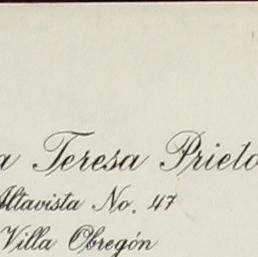 a Teresa Prieto
Altavista No. 47
Villa Obregón